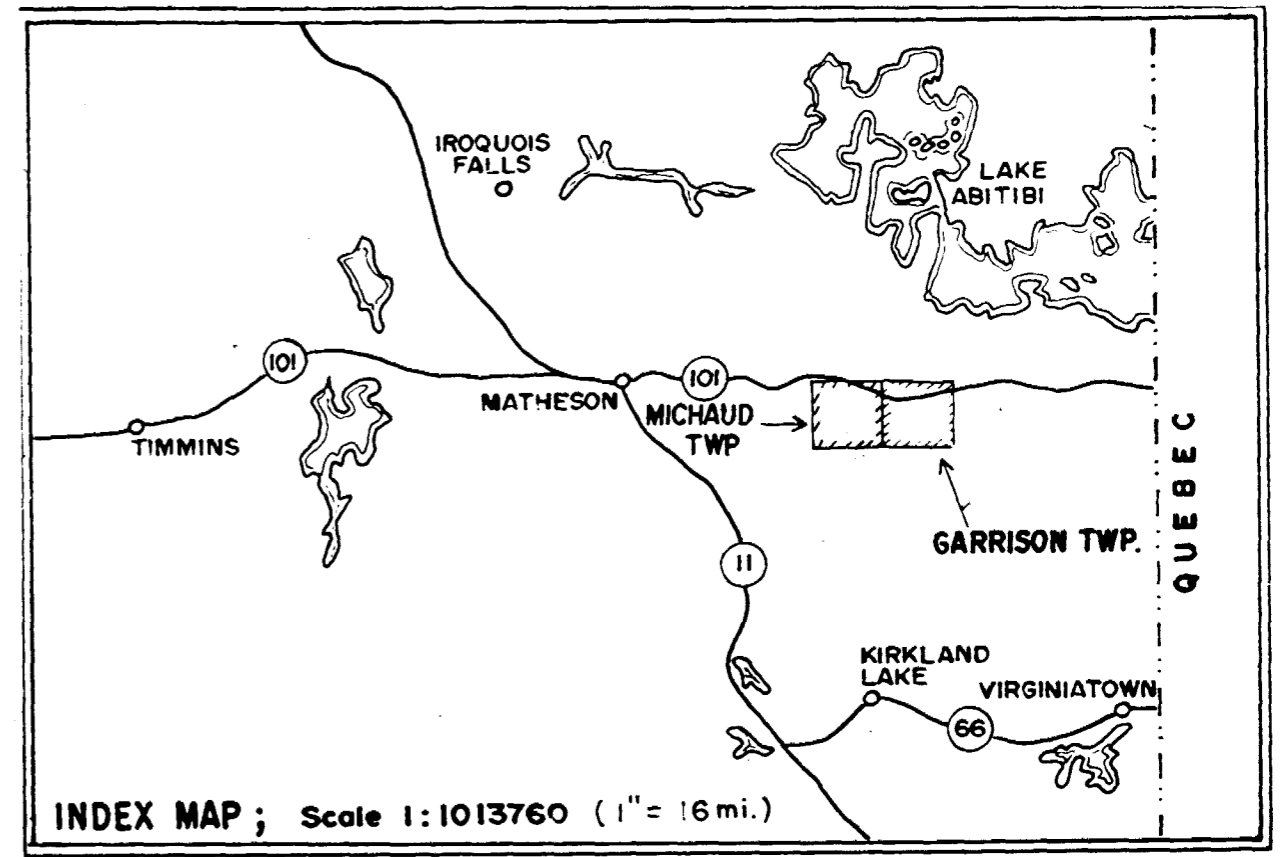 IROQUOIS
FALLS
LAKE
ABITIBI
101
101
MATHESON
MICHAUD
TWP
TIMMINS
QUEBEC
GARRISON TWP.
11
KIRKLAND
LAKE
VIRGINIATOWN
66
INDEX MAP; Scale 1:1013760 (1"= 16 mi.)